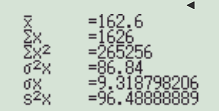 x̄ =162.6
Σx =1626
Σx² =265256
σ²x =86.84
σx =9.318798206
s²x =96.48888889